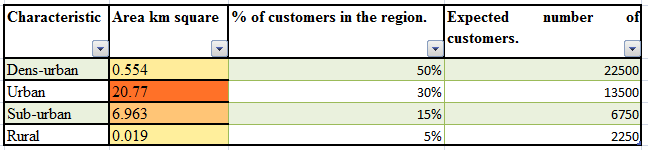 Characteristic Area km square % of customers in the region. Expected number of
customers.
Dens-urban 0.554 50% 22500
Urban 20.77 30% 13500
Sub-urban 6.963 15% 6750
Rural 0.019 5% 2250